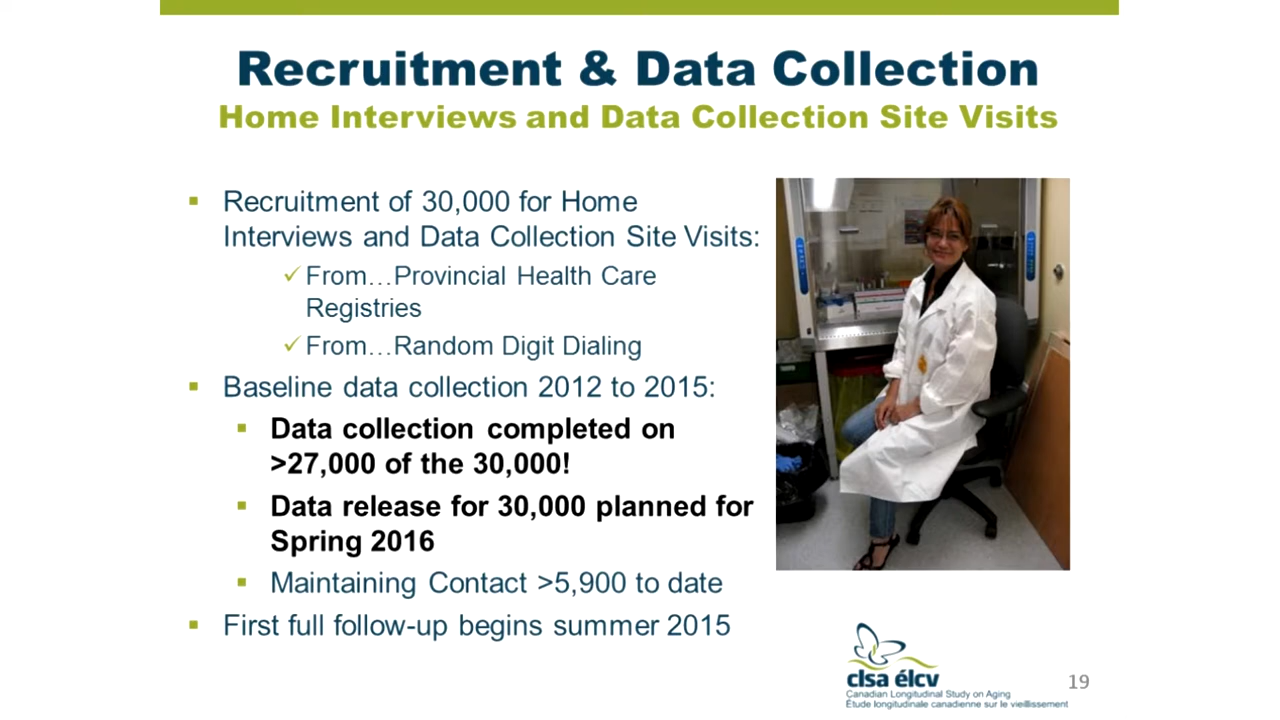 Recruitment & Data Collection
Home Interviews and Data Collection Site Visits
Recruitment of 30,000 for Home
Interviews and Data Collection Site Visits:
From…Provincial Health Care
Registries
From…Random Digit Dialing
Baseline data collection 2012 to 2015:
Data collection completed on
>27,000 of the 30,000!
Data release for 30,000 planned for
Spring 2016
Maintaining Contact >5,900 to date
First full follow-up begins summer 2015
clsa élcv
Canadian Longitudinal Study on Aging
Étude longitudinale canadienne sur le vieillissement
19